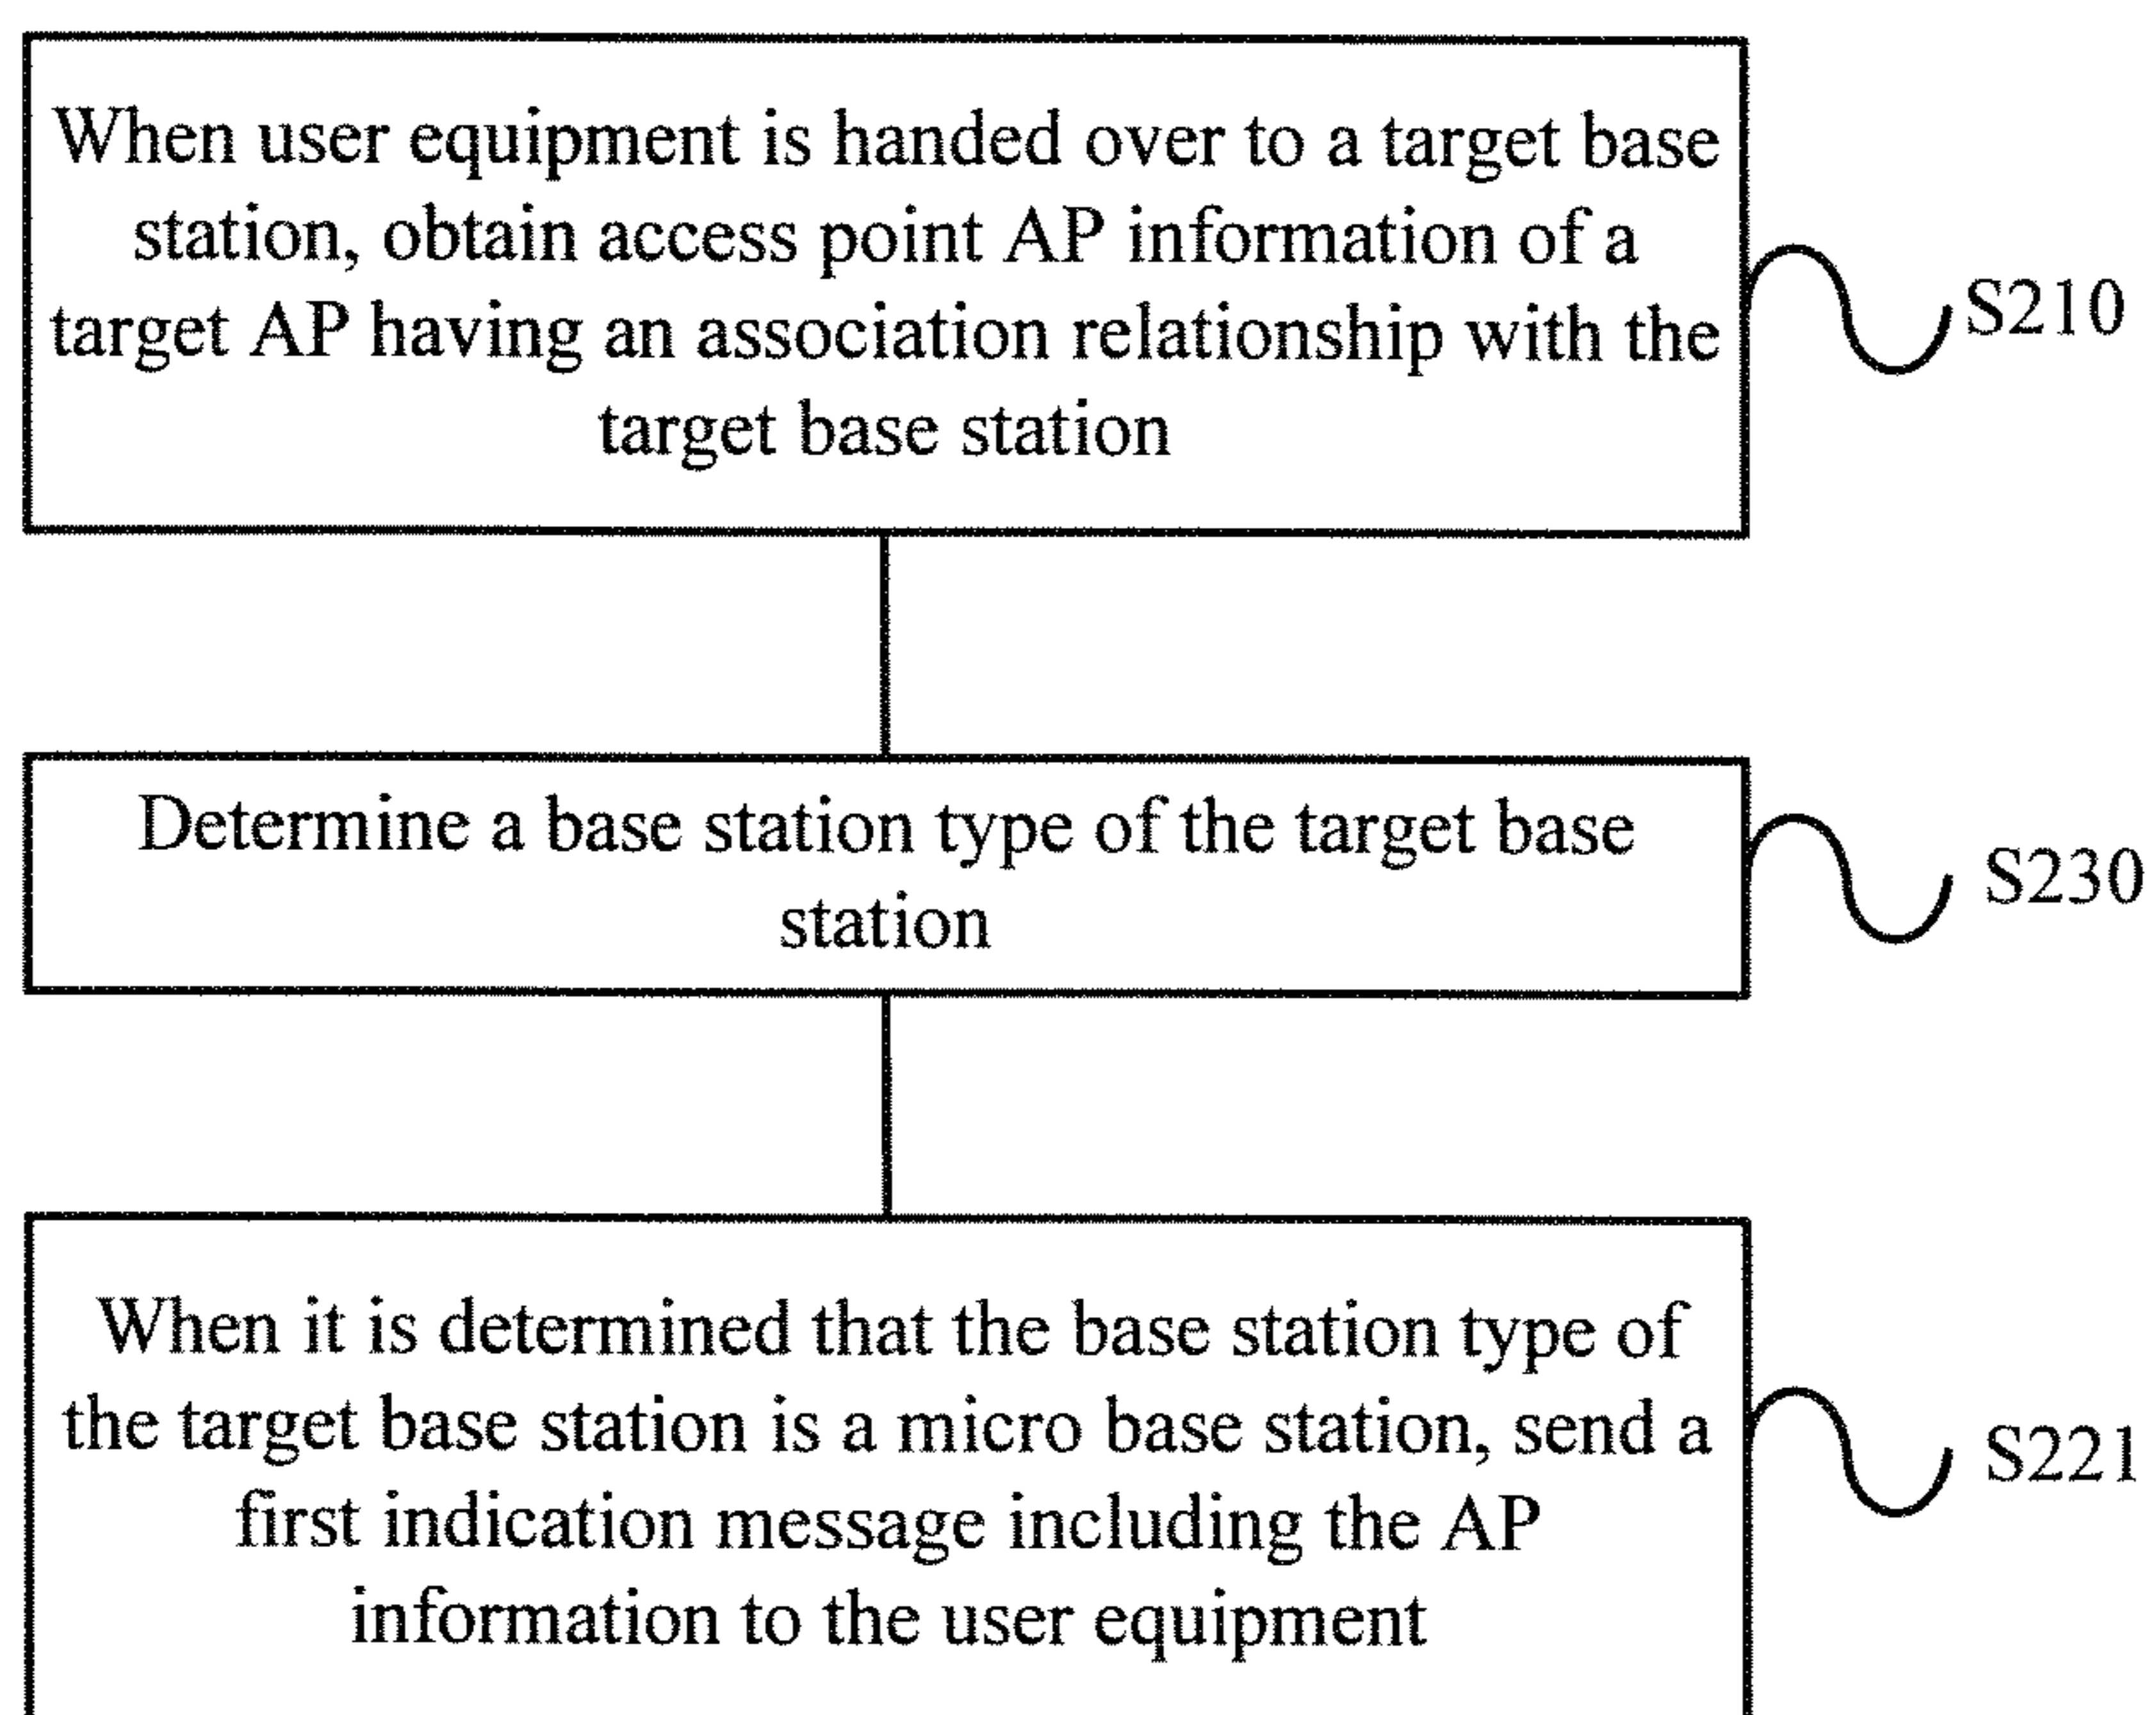 When user equipment is handed over to a target base
station, obtain access point AP information of a
target AP having an association relationship with the
target base station
S210
Determine a base station type of the target base
station
S230
When it is determined that the base station type of
the target base station is a micro base station, send a
first indication message including the AP
information to the user equipment
S221